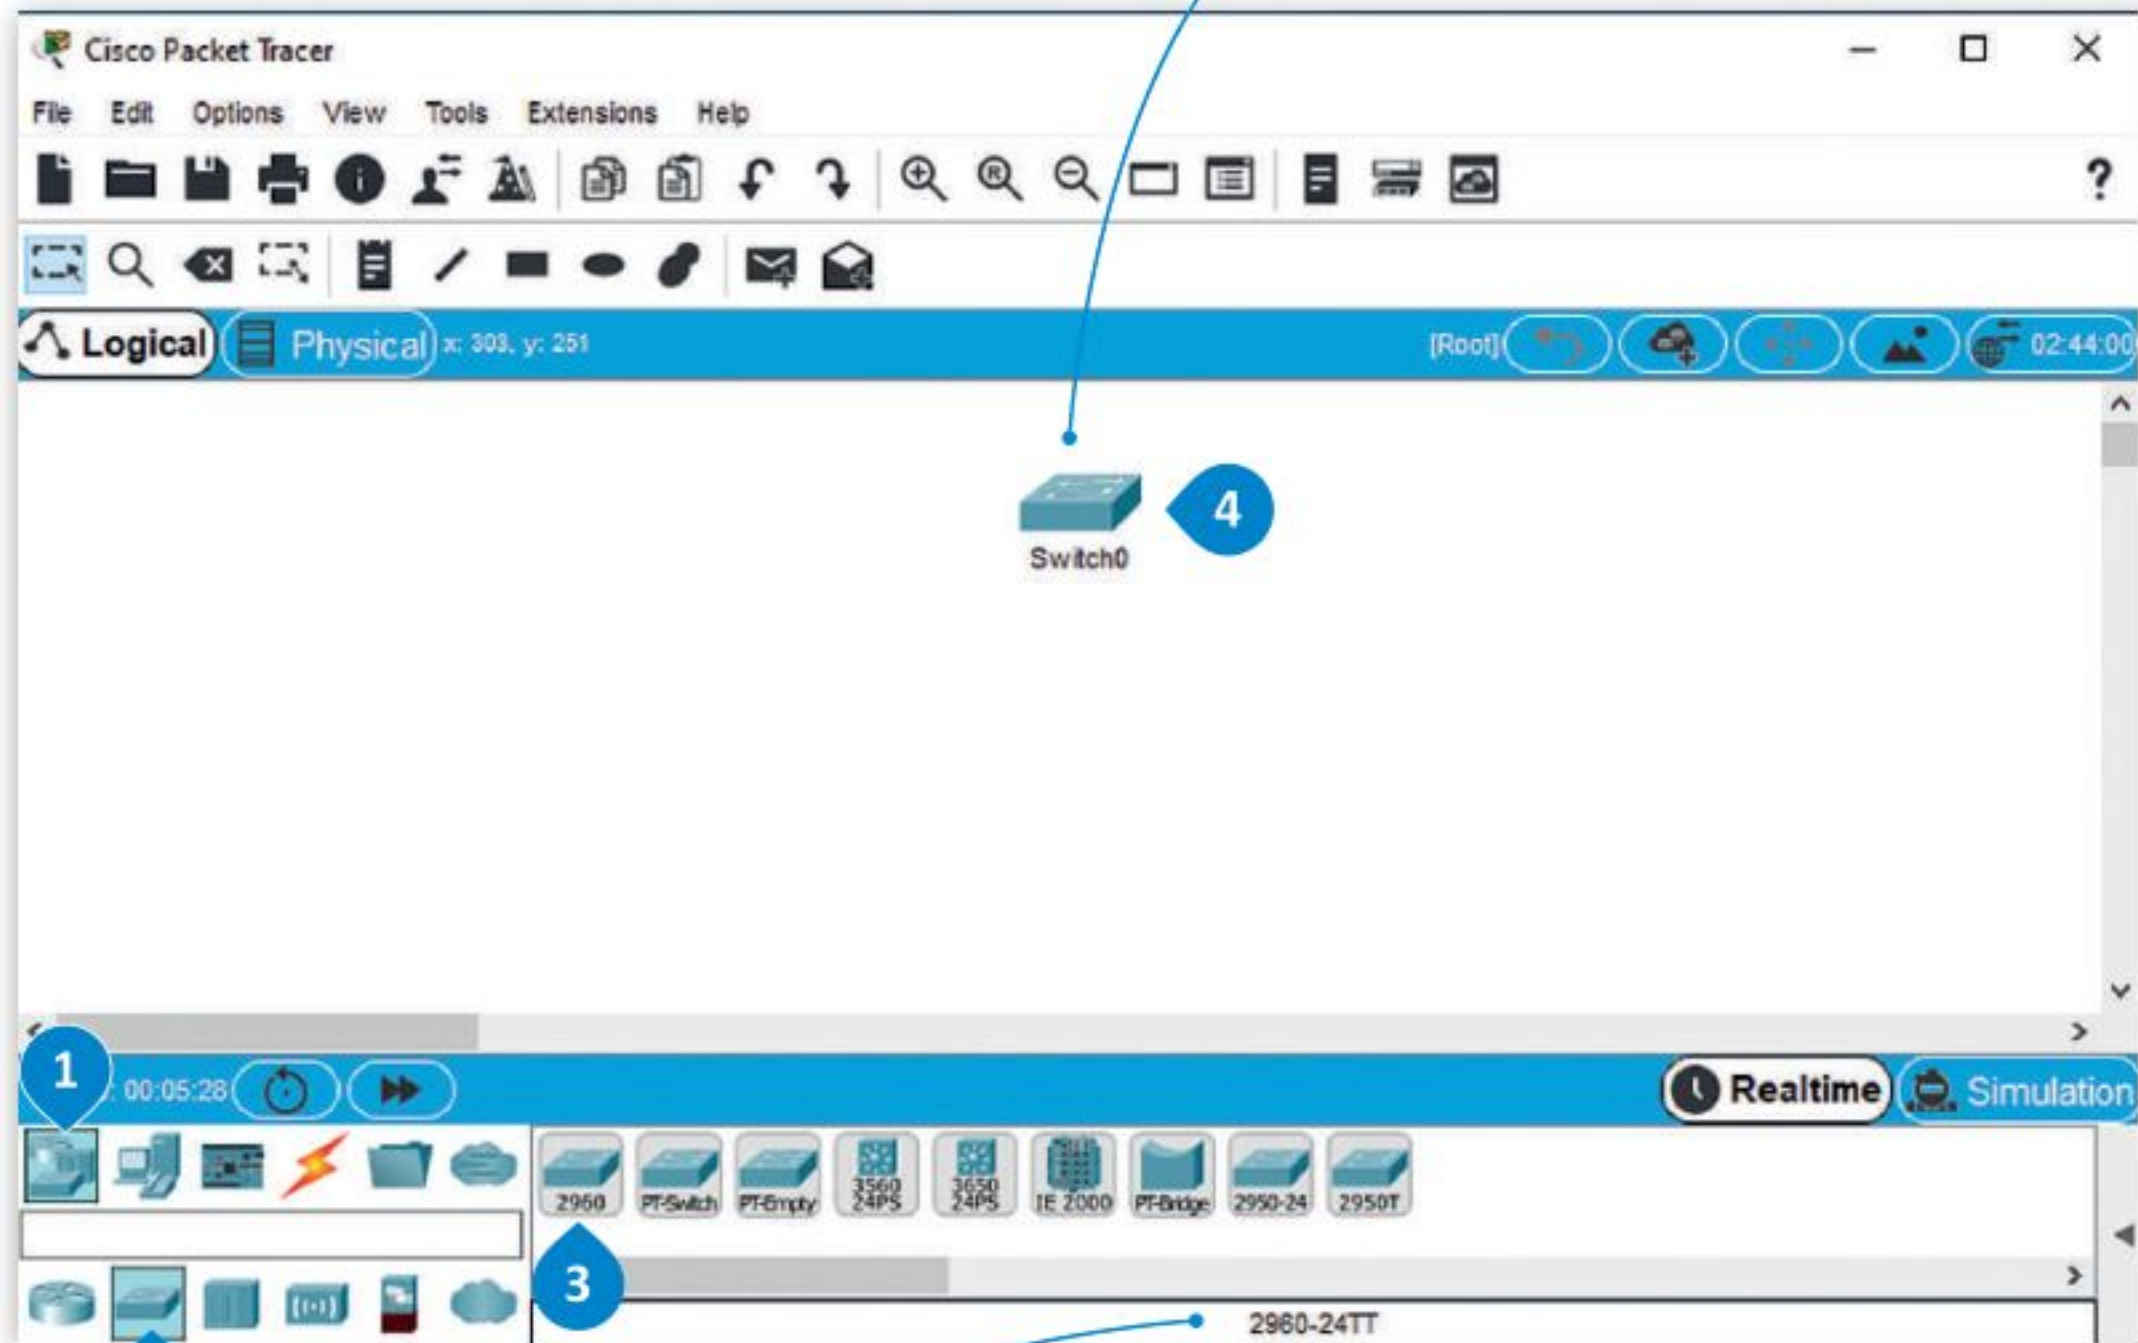 Cisco Packet Tracer
File Edit Options View Tools Extensions Help
?
Logical Physical x: 303, y: 251 [Root] 02:44:00
4
Switch0
1
: 00:05:28 Realtime Simulation
2960 PT-Switch PT-Empty 3560 24PS 3650 24PS IE 2000 PT-Bridge 2950-24 2950T
3
2960-24TT